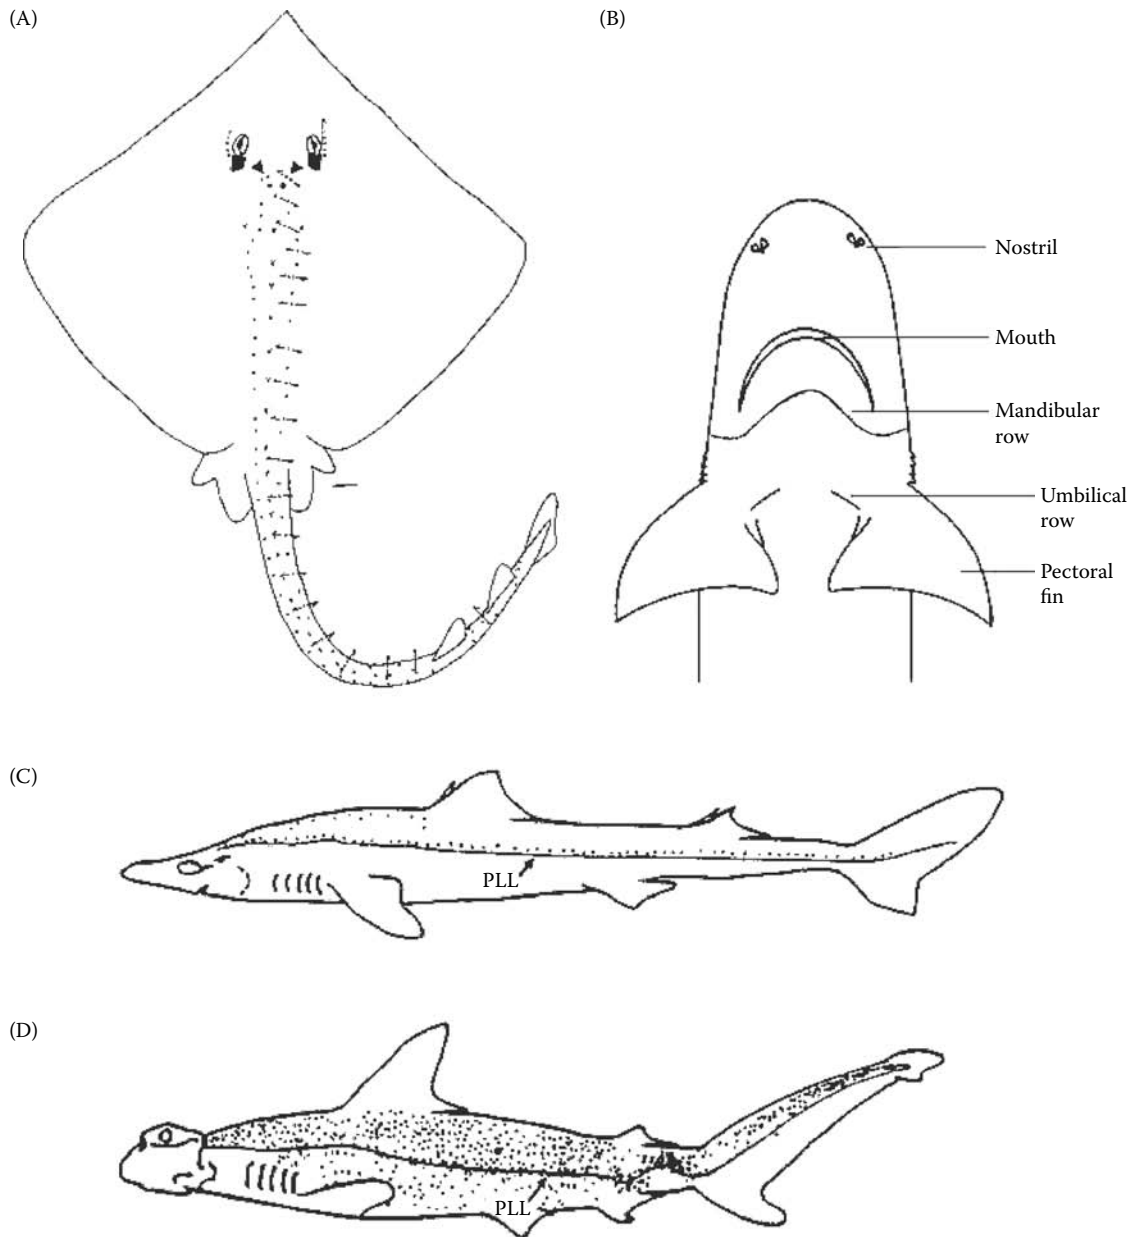 (A)
(B)
Nostril
Mouth
Mandibular
row
Umbilical
row
Pectoral
fin
(C)
PLL
(D)
PLL